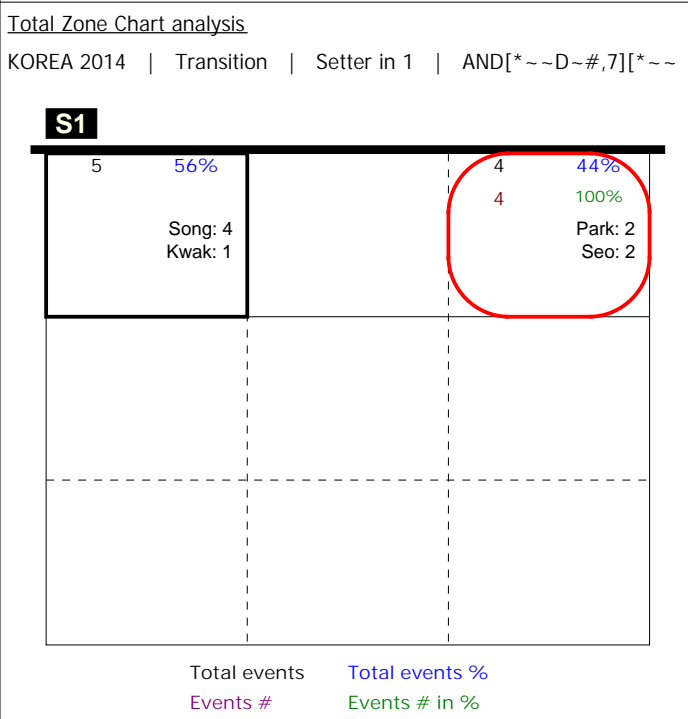 Total Zone Chart analysis
KOREA 2014 | Transition | Setter in 1 | AND[*~~D~#,7][*~~
S1
5 56% 4 44%
4 100%
Song: 4 Park: 2
Kwak: 1 Seo: 2
Total events Total events %
Events # Events # in %